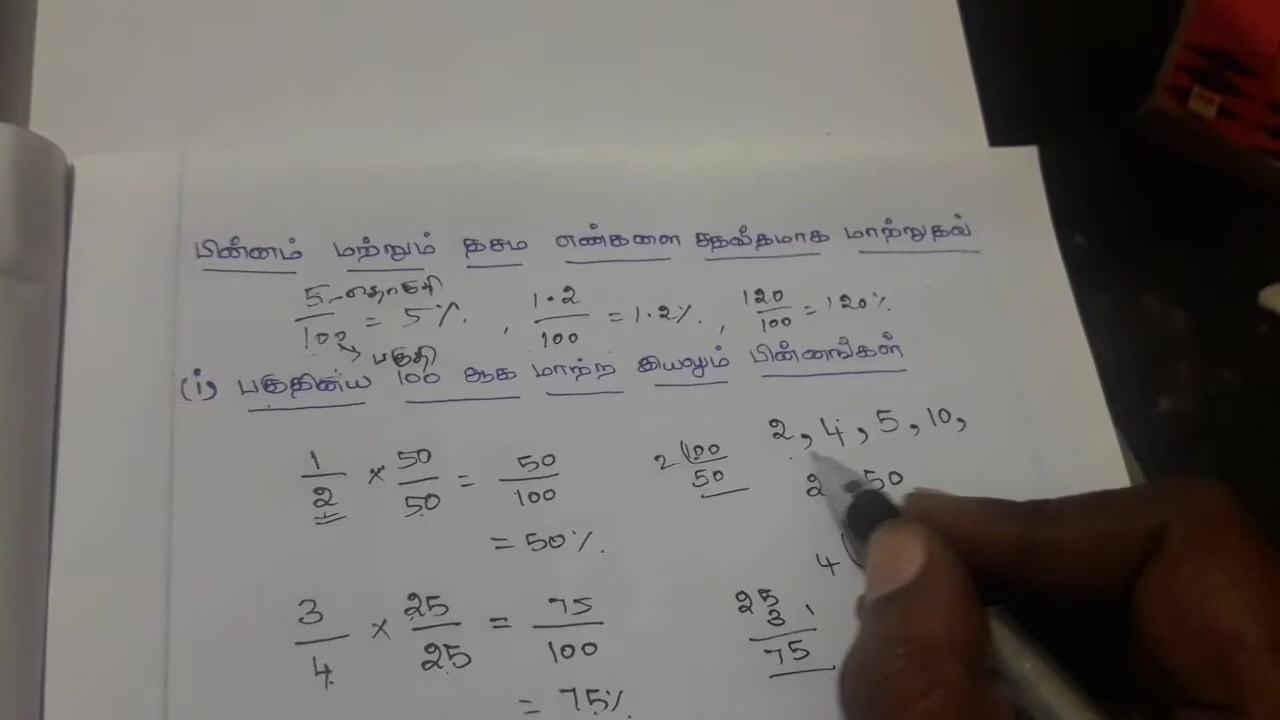 பின்னம் மற்றும் தசம எண்களை சதவீதமாக மாற்றுதல்
5 - தொகுதி
100 → பகுதி
= 5%, 1.2/100 = 1.2%, 120/100 = 120%
(i) பகுதியை 100 ஆக மாற்ற இயலும் பின்னங்கள்
2, 4, 5, 10,
1/2 × 50/50 = 50/100
2 100
50
2 50
= 50%.
4
3/4 × 25/25 = 75/100
25
3
75
= 75%